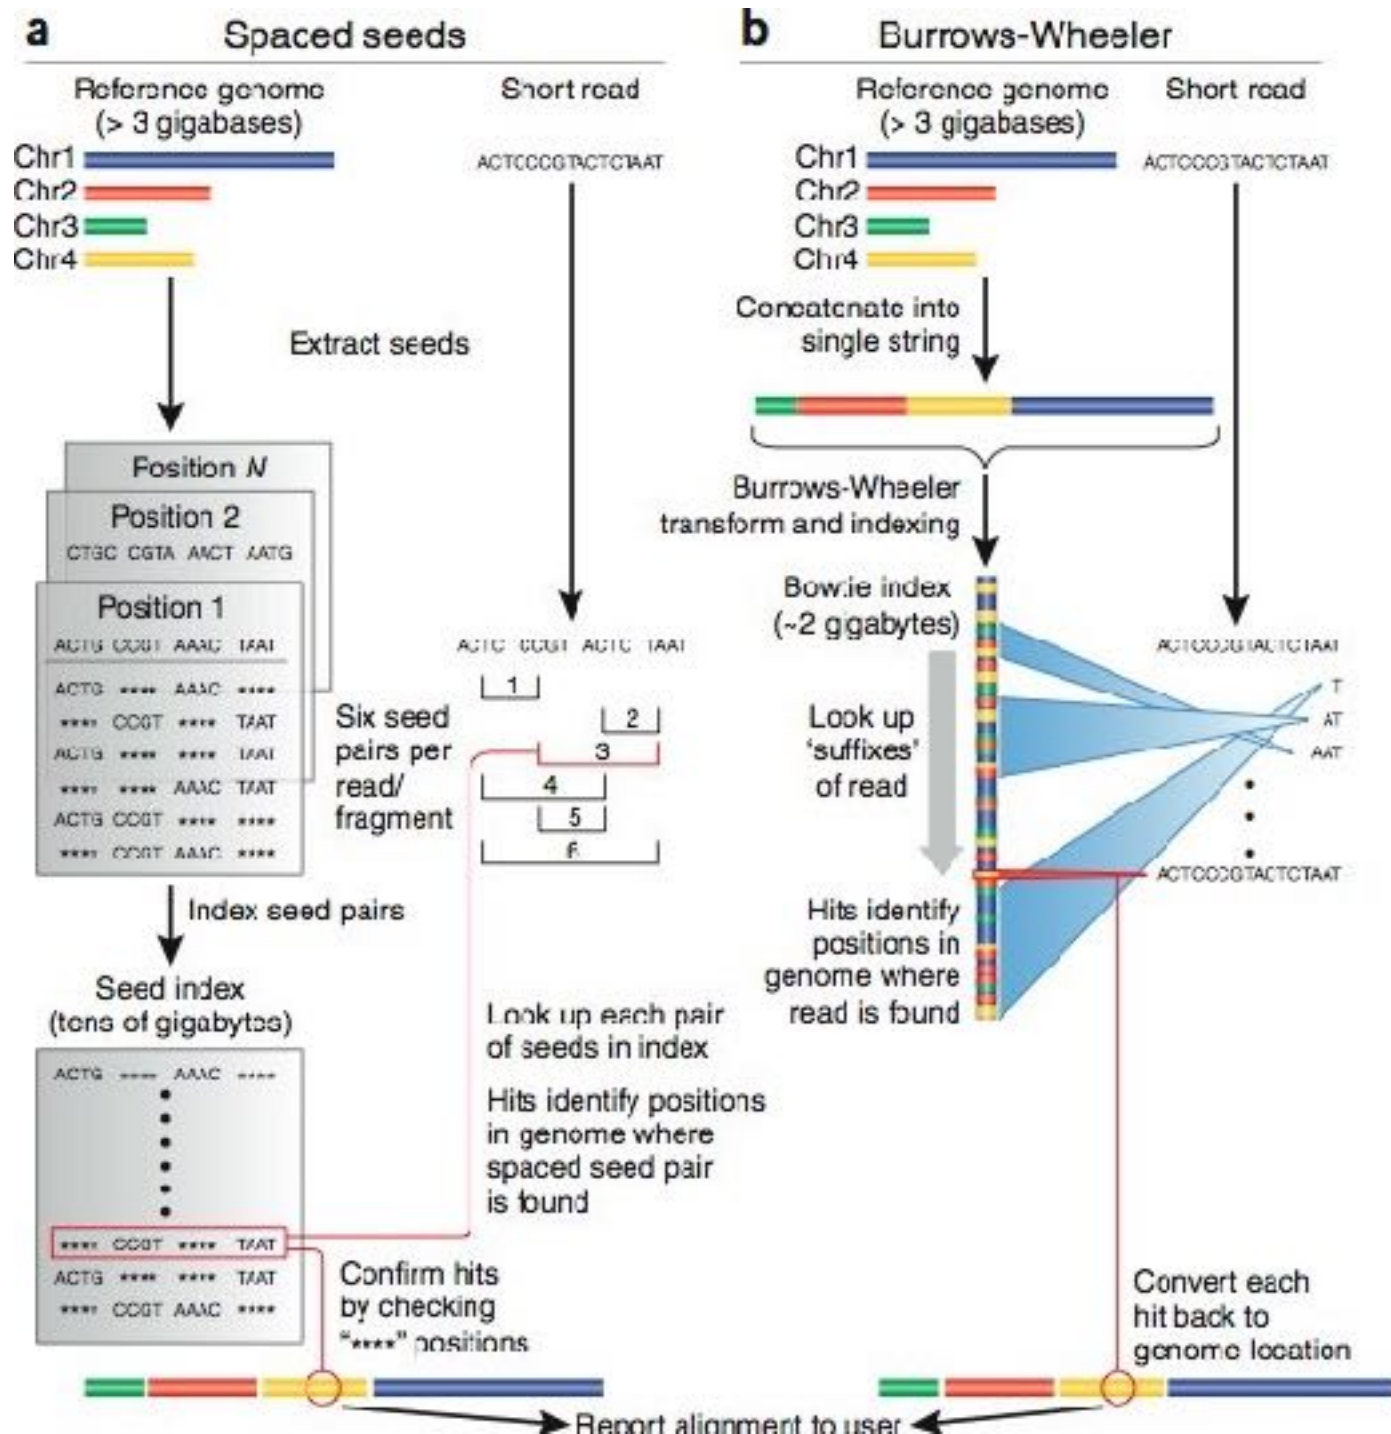 a Spaced seeds
Reference genome
(> 3 gigabases)
Short read
Chr1
Chr2
Chr3
Chr4
ACTCCCGTACTCTAAT
Extract seeds
Position N
Position 2
CTGC CGTA AACT AATG
Position 1
ACTG CCGT AAAC TAAT
ACTG **** AAAC ****
**** CCGT **** TAAT
ACTG **** **** TAAT
**** **** AAAC TAAT
ACTG CCGT **** ****
**** CCGT AAAC ****
ACTC CCGT ACTC TAAT
1
2
3
4
5
6
Six seed
pairs per
read/
fragment
Index seed pairs
Seed index
(tens of gigabytes)
ACTG **** AAAC ****
**** CCGT **** TAAT
ACTG **** **** TAAT
**** CCGT AAAC ****
Look up each pair
of seeds in index
Hits identify positions
in genome where
spaced seed pair
is found
Confirm hits
by checking
"****" positions
b Burrows-Wheeler
Reference genome
(> 3 gigabases)
Short read
Chr1
Chr2
Chr3
Chr4
ACTCCCGTACTCTAAT
Concatenate into
single string
Burrows-Wheeler
transform and indexing
Bowtie index
(~2 gigabytes)
ACTCCCGTACTCTAAT
T
AT
AAT
Look up
'suffixes'
of read
ACTCCCGTACTCTAAT
Hits identify
positions in
genome where
read is found
Convert each
hit back to
genome location
Report alignment to user